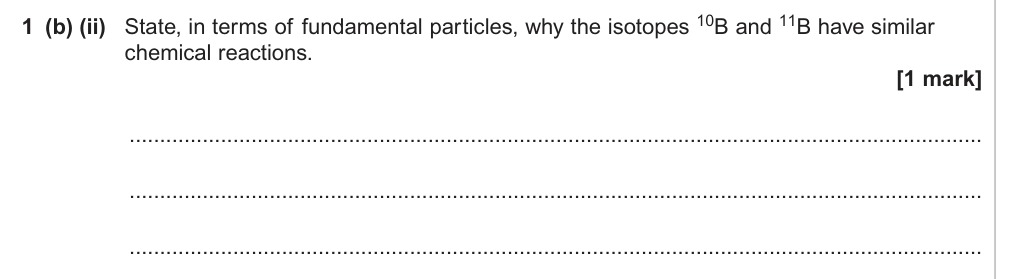 1 (b) (ii) State, in terms of fundamental particles, why the isotopes ¹⁰B and ¹¹B have similar
chemical reactions.
[1 mark]